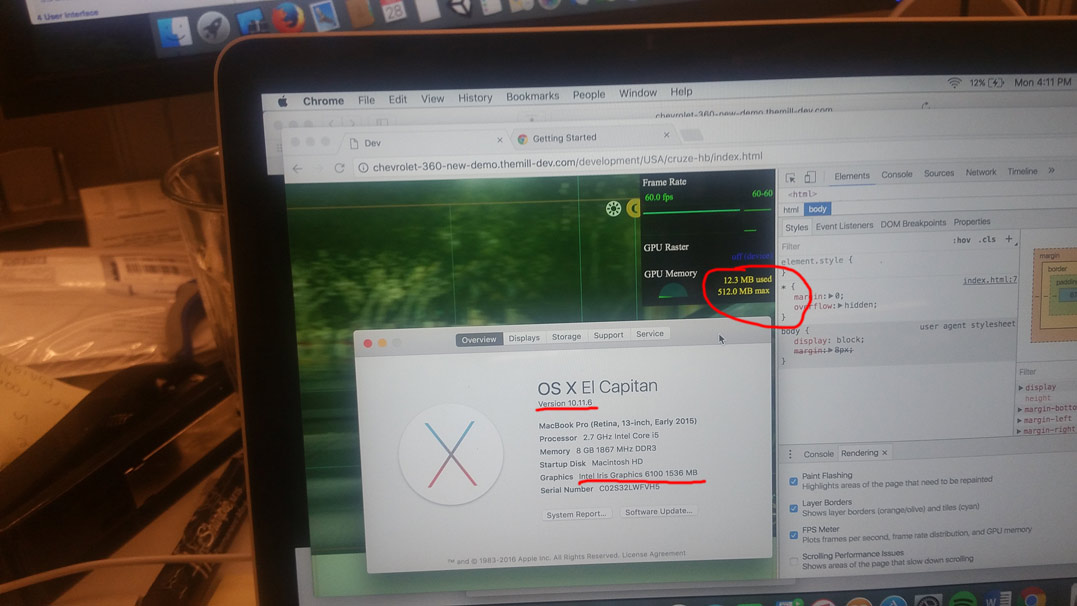 4 User Interface
28
Chrome File Edit View History Bookmarks People Window Help
12% Mon 4:11 PM
chevrolet-360-new-demo.themill-dev.com
Dev × Getting Started ×
chevrolet-360-new-demo.themill-dev.com/development/USA/cruze-hb/index.html
Frame Rate
60.0 fps 60-60
GPU Raster
GPU Memory
12.3 MB used
512.0 MB max
Elements Console Sources Network Timeline »
<html>
html body
Styles Event Listeners DOM Breakpoints Properties
Filter :hov .cls +
element.style {
}
* { index.html:7
margin: 0;
overflow: hidden;
}
body { user agent stylesheet
display: block;
margin: 8px;
}
margin
border
padding
Filter
display
height
margin-bottom
margin-left
margin-right
Console Rendering ×
Paint Flashing
Highlights areas of the page that need to be repainted
Layer Borders
Shows layer borders (orange/olive) and tiles (cyan)
FPS Meter
Plots frames per second, frame rate distribution, and GPU memory
Scrolling Performance Issues
Shows areas of the page that slow down scrolling
Overview Displays Storage Support Service
OS X El Capitan
Version 10.11.6
MacBook Pro (Retina, 13-inch, Early 2015)
Processor 2.7 GHz Intel Core i5
Memory 8 GB 1867 MHz DDR3
Startup Disk Macintosh HD
Graphics Intel Iris Graphics 6100 1536 MB
Serial Number C02S32LWFVH5
System Report... Software Update...
™ and © 1983-2016 Apple Inc. All Rights Reserved. License Agreement
Sharpie